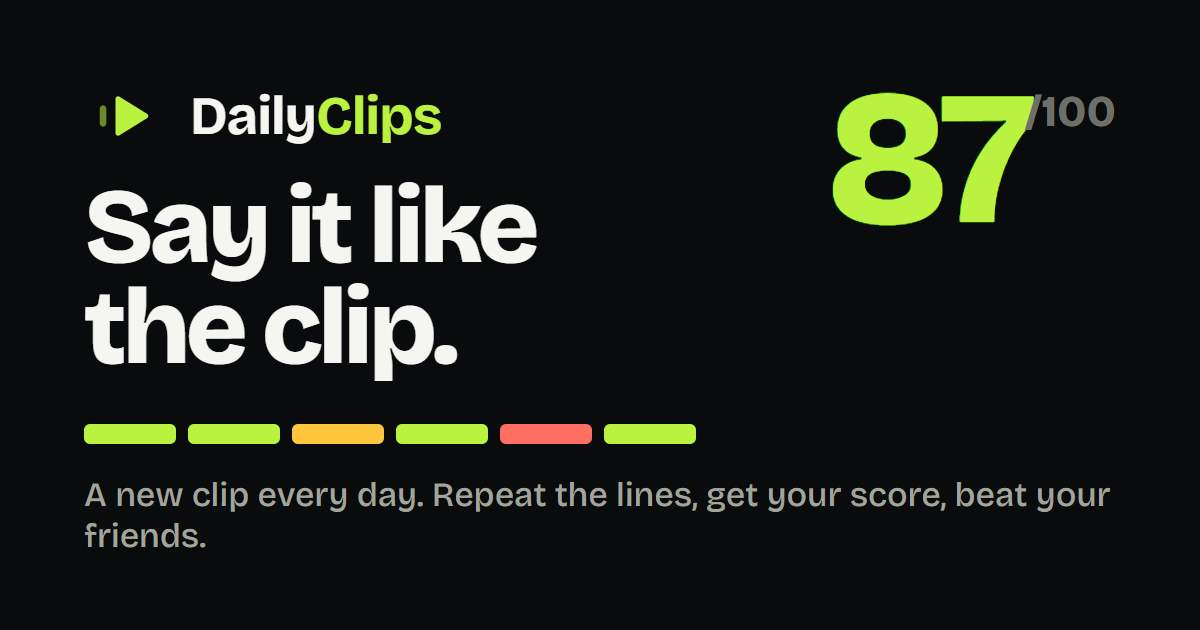 DailyClips
87/100
Say it like
the clip.
A new clip every day. Repeat the lines, get your score, beat your
friends.